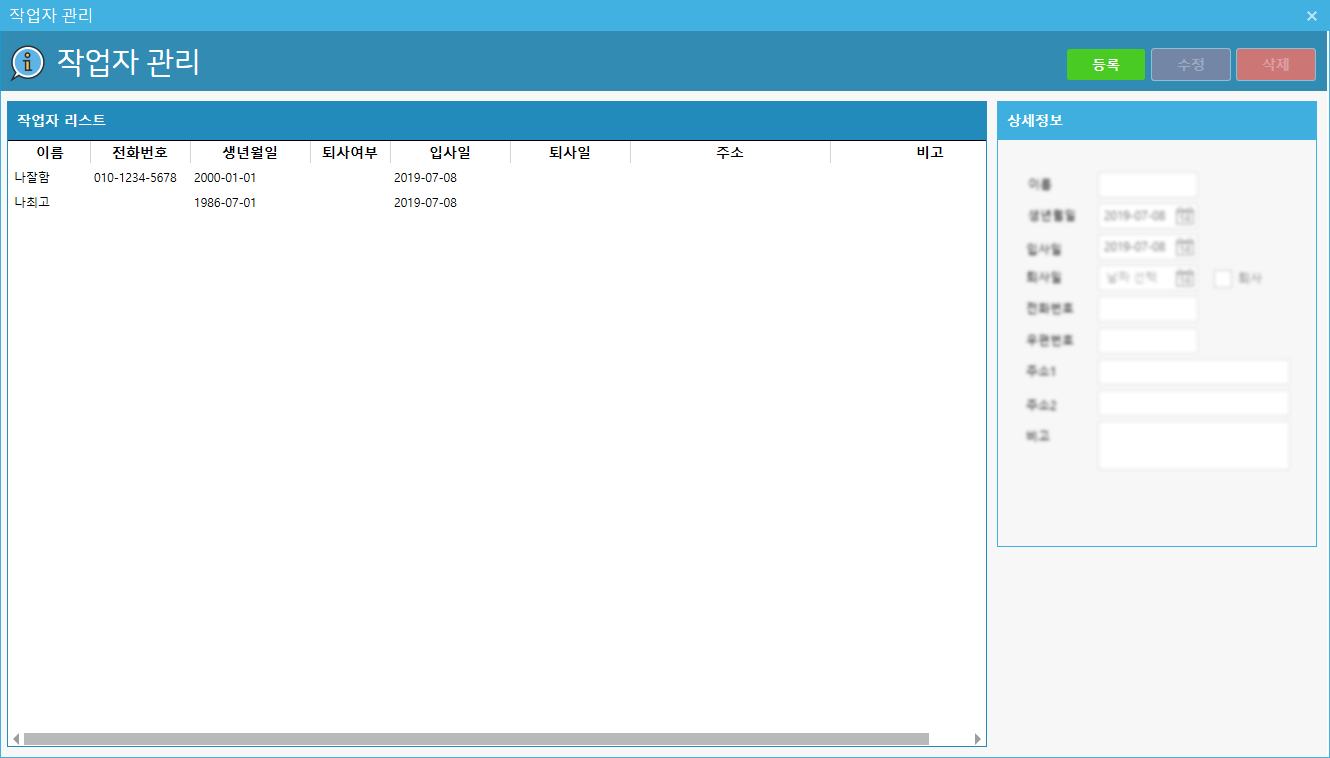 작업자 관리
작업자 관리
등록 수정 삭제
작업자 리스트
이름 전화번호 생년월일 퇴사여부 입사일 퇴사일 주소 비고
나잘함 010-1234-5678 2000-01-01 2019-07-08
나최고 1986-07-01 2019-07-08
상세정보
이름
생년월일 2019-07-08
입사일 2019-07-08
퇴사일 날짜 선택 퇴사
전화번호
우편번호
주소1
주소2
비고